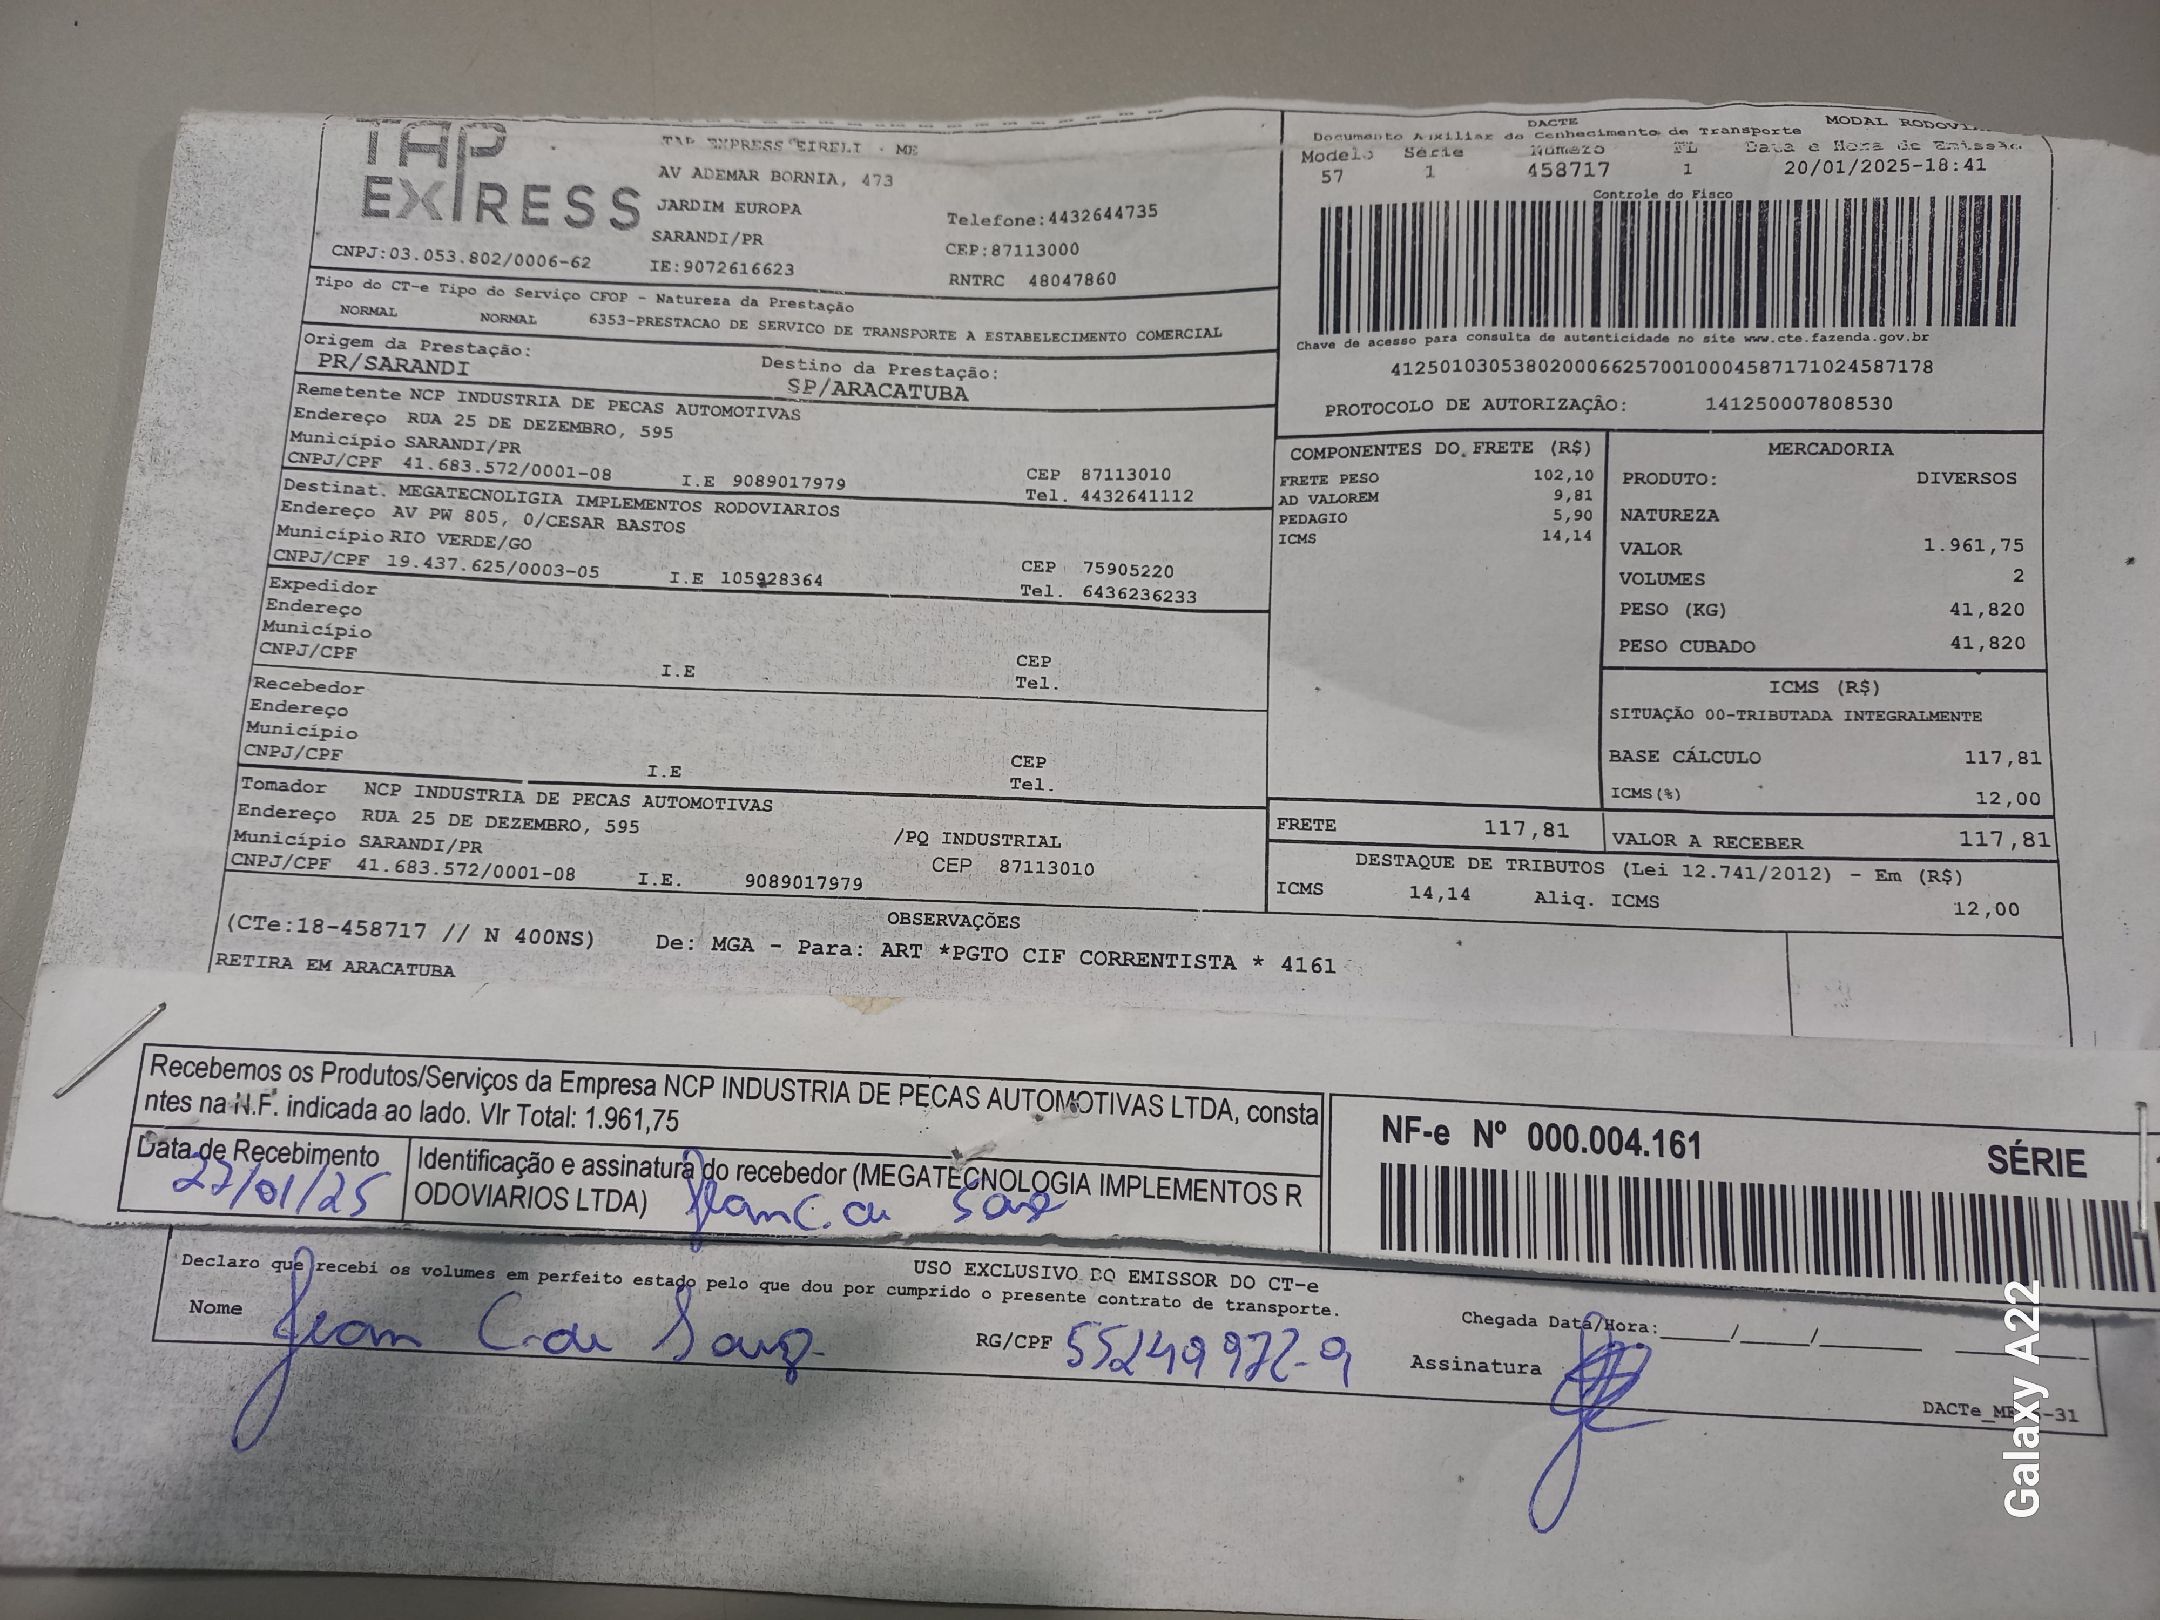 TAP
EXPRESS
CNPJ:03.053.802/0006-62
TAP EXPRESS EIRELI - ME
AV ADEMAR BORNIA, 473
JARDIM EUROPA
SARANDI/PR
IE:9072616623
Telefone:4432644735
CEP:87113000
RNTRC 48047860
DACTE MODAL
Documento Auxiliar do Conhecimento de Transporte
Modelo Série Número FL Data e Hora de Emissão
57 1 458717 1 20/01/2025-18:41
Controle do Fisco
Chave de acesso para consulta de autenticidade no site www.cte.fazenda.gov.br
41250103053802000662570010004587171024587178
PROTOCOLO DE AUTORIZAÇÃO: 141250007808530
Tipo do CT-e Tipo do Serviço CFOP - Natureza da Prestação
NORMAL NORMAL 6353-PRESTACAO DE SERVICO DE TRANSPORTE A ESTABELECIMENTO COMERCIAL
Origem da Prestação: Destino da Prestação:
PR/SARANDI SP/ARACATUBA
Remetente NCP INDUSTRIA DE PECAS AUTOMOTIVAS
Endereço RUA 25 DE DEZEMBRO, 595
Município SARANDI/PR CEP 87113010
CNPJ/CPF 41.683.572/0001-08 I.E 9089017979 Tel. 4432641112
Destinat. MEGATECNOLIGIA IMPLEMENTOS RODOVIARIOS
Endereço AV PW 805, 0/CESAR BASTOS
Município RIO VERDE/GO CEP 75905220
CNPJ/CPF 19.437.625/0003-05 I.E 105928364 Tel. 6436236233
Expedidor
Endereço
Município CEP
CNPJ/CPF I.E Tel.
Recebedor
Endereço
Município CEP
CNPJ/CPF I.E Tel.
Tomador NCP INDUSTRIA DE PECAS AUTOMOTIVAS
Endereço RUA 25 DE DEZEMBRO, 595 /PQ INDUSTRIAL
Município SARANDI/PR CEP 87113010
CNPJ/CPF 41.683.572/0001-08 I.E. 9089017979
COMPONENTES DO FRETE (R$)
FRETE PESO 102,10
AD VALOREM 9,81
PEDAGIO 5,90
ICMS 14,14
MERCADORIA
PRODUTO: DIVERSOS
NATUREZA
VALOR 1.961,75
VOLUMES 2
PESO (KG) 41,820
PESO CUBADO 41,820
ICMS (R$)
SITUAÇÃO 00-TRIBUTADA INTEGRALMENTE
BASE CÁLCULO 117,81
ICMS(%) 12,00
FRETE 117,81 VALOR A RECEBER 117,81
DESTAQUE DE TRIBUTOS (Lei 12.741/2012) - Em (R$)
ICMS 14,14 Aliq. ICMS 12,00
OBSERVAÇÕES
(CTe:18-458717 // N 400NS) De: MGA - Para: ART *PGTO CIF CORRENTISTA * 4161
RETIRA EM ARACATUBA
Recebemos os Produtos/Serviços da Empresa NCP INDUSTRIA DE PECAS AUTOMOTIVAS LTDA, consta
ntes na N.F. indicada ao lado. Vlr Total: 1.961,75
Data de Recebimento
22/01/25
Identificação e assinatura do recebedor (MEGATECNOLOGIA IMPLEMENTOS R
ODOVIARIOS LTDA) Jean C. de Souza
NF-e Nº 000.004.161
SÉRIE
USO EXCLUSIVO DO EMISSOR DO CT-e
Declaro que recebi os volumes em perfeito estado pelo que dou por cumprido o presente contrato de transporte.
Nome Jean C. de Souza RG/CPF 55249972-9
Chegada Data/Hora:_____/_____/_______ _______
Assinatura
Galaxy A22